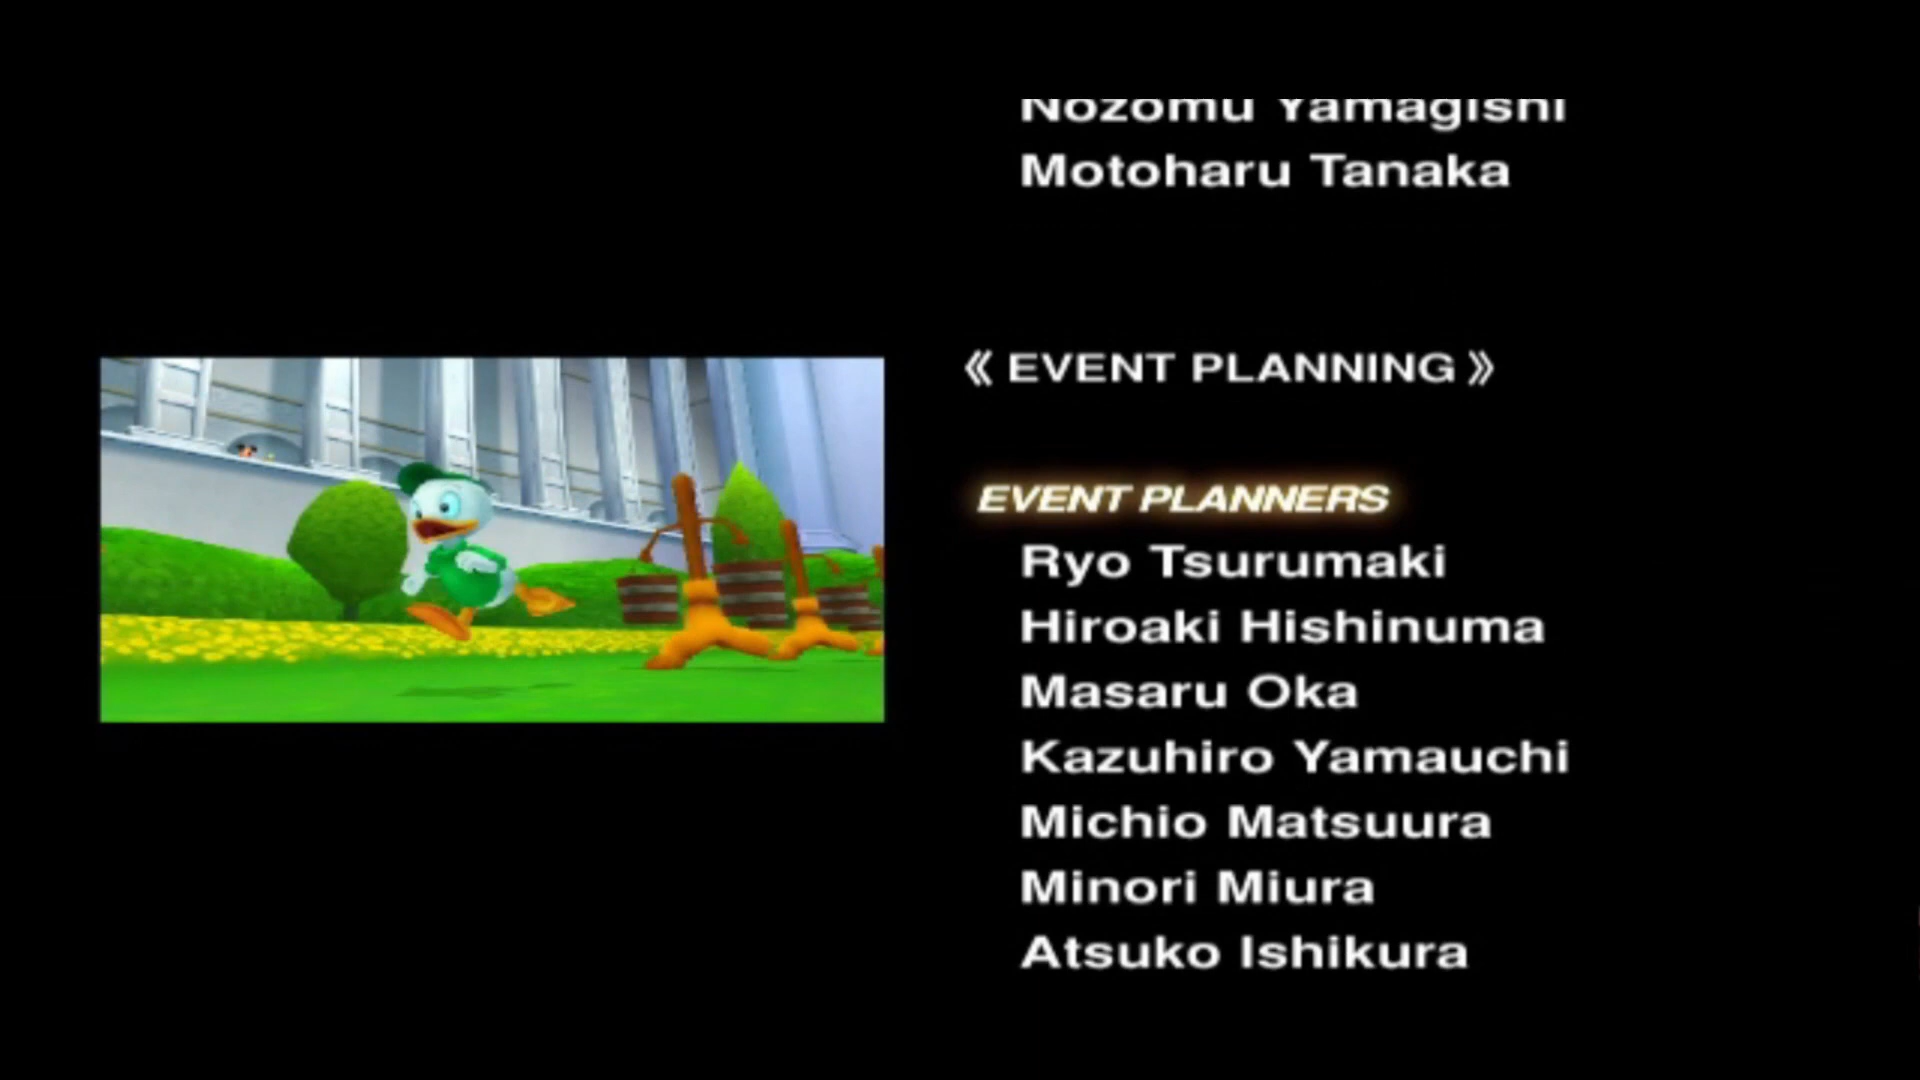 Nozomu Yamagishi
Motoharu Tanaka
《 EVENT PLANNING 》
EVENT PLANNERS
Ryo Tsurumaki
Hiroaki Hishinuma
Masaru Oka
Kazuhiro Yamauchi
Michio Matsuura
Minori Miura
Atsuko Ishikura